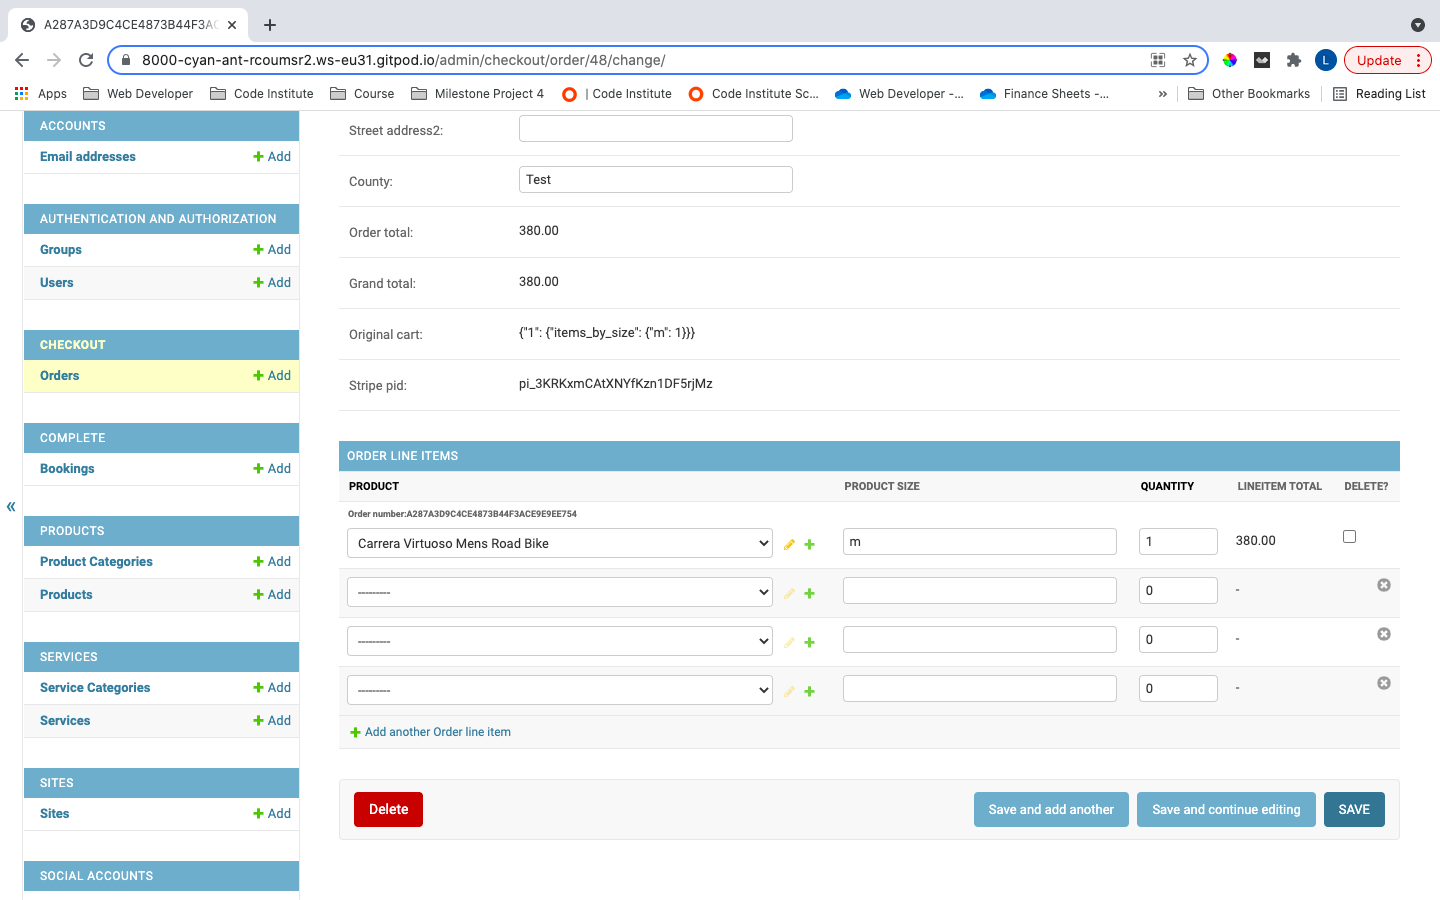 A287A3D9C4CE4873B44F3AC
8000-cyan-ant-rcoumsr2.ws-eu31.gitpod.io/admin/checkout/order/48/change/
L
Update
Apps
Web Developer
Code Institute
Course
Milestone Project 4
| Code Institute
Code Institute Sc...
Web Developer -...
Finance Sheets -...
»
Other Bookmarks
Reading List
ACCOUNTS
Email addresses
Add
AUTHENTICATION AND AUTHORIZATION
Groups
Add
Users
Add
CHECKOUT
Orders
Add
COMPLETE
Bookings
Add
PRODUCTS
Product Categories
Add
Products
Add
SERVICES
Service Categories
Add
Services
Add
SITES
Sites
Add
SOCIAL ACCOUNTS
«
Street address2:
County:
Test
Order total:
380.00
Grand total:
380.00
Original cart:
{"1": {"items_by_size": {"m": 1}}}
Stripe pid:
pi_3KRKxmCAtXNYfKzn1DF5rjMz
ORDER LINE ITEMS
PRODUCT
PRODUCT SIZE
QUANTITY
LINEITEM TOTAL
DELETE?
Order number:A287A3D9C4CE4873B44F3ACE9E9EE754
Carrera Virtuoso Mens Road Bike
m
1
380.00
---------
0
-
---------
0
-
---------
0
-
Add another Order line item
Delete
Save and add another
Save and continue editing
SAVE